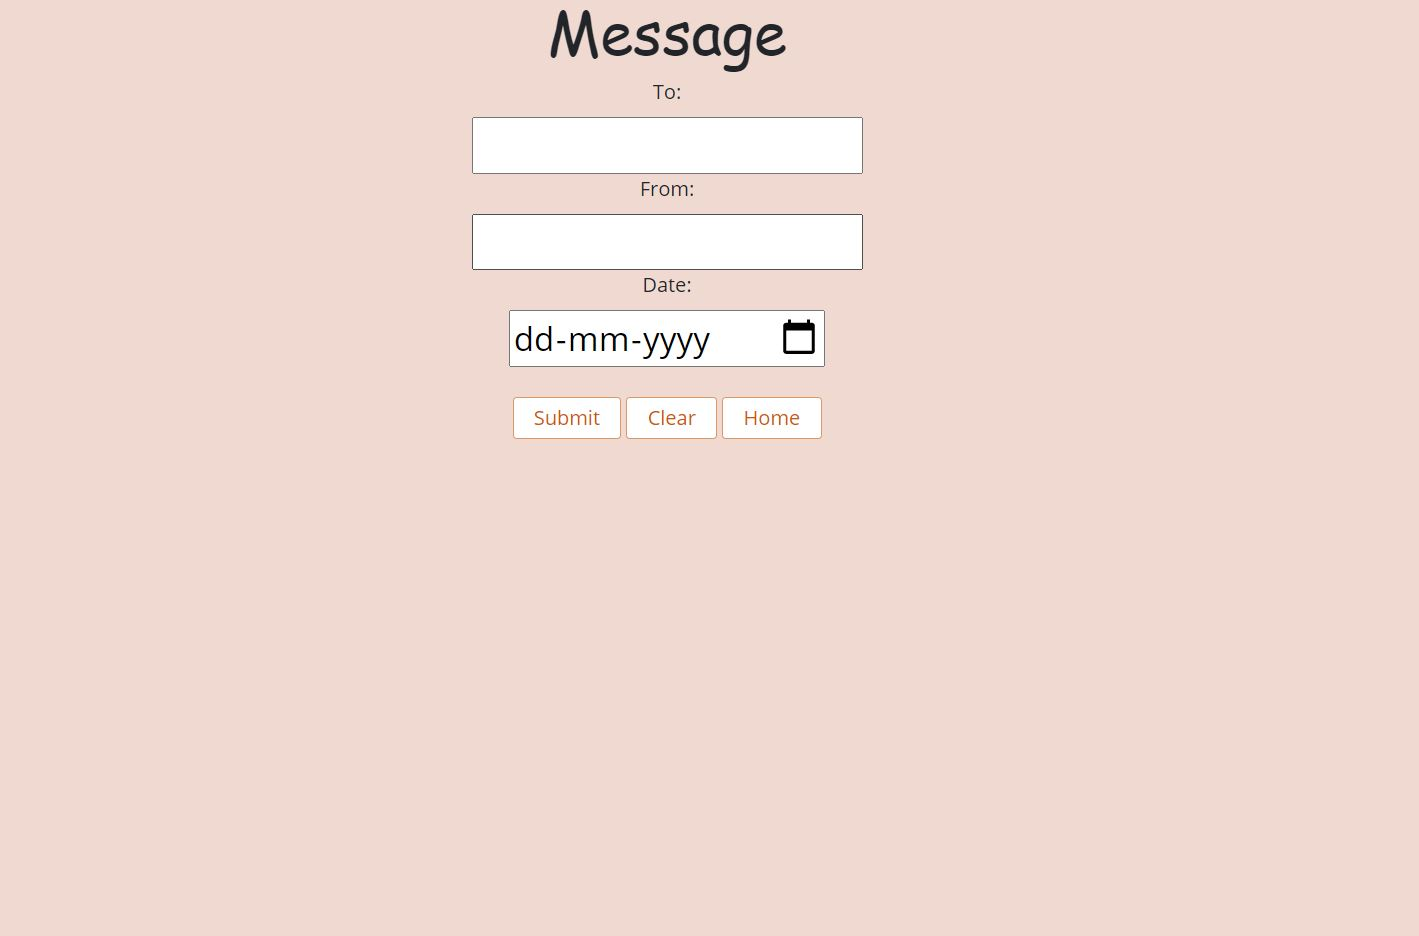 Message
To:
From:
Date:
dd-mm-yyyy
Submit Clear Home